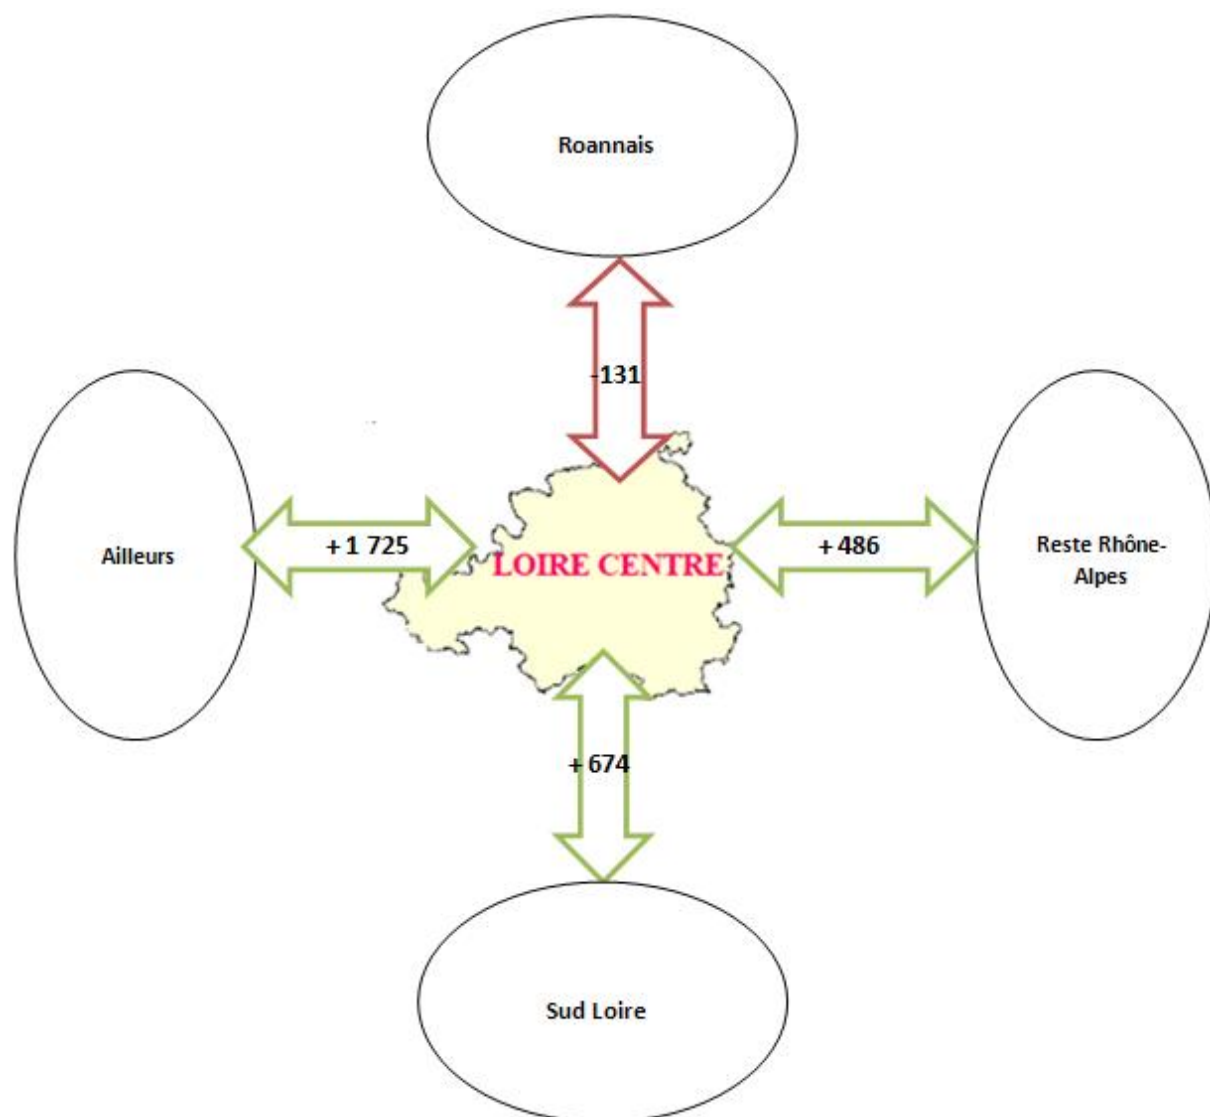 Roannais
-131
Ailleurs
+ 1 725
LOIRE CENTRE
+ 486
Reste Rhône-
Alpes
+ 674
Sud Loire